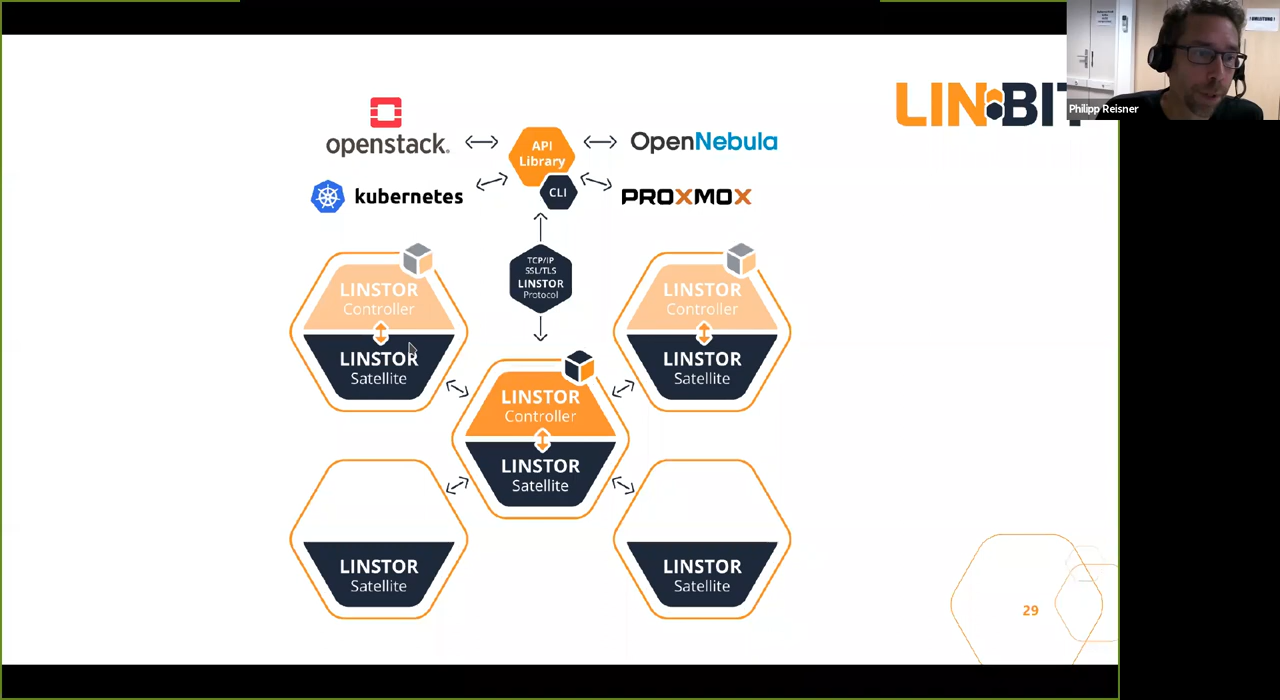 openstack.
API
Library
OpenNebula
kubernetes
CLI
PROXMOX
LINBIT
Philipp Reisner
TCP/IP
SSL/TLS
LINSTOR
Protocol
LINSTOR
Controller
LINSTOR
Satellite
LINSTOR
Controller
LINSTOR
Satellite
LINSTOR
Controller
LINSTOR
Satellite
LINSTOR
Satellite
LINSTOR
Satellite
29